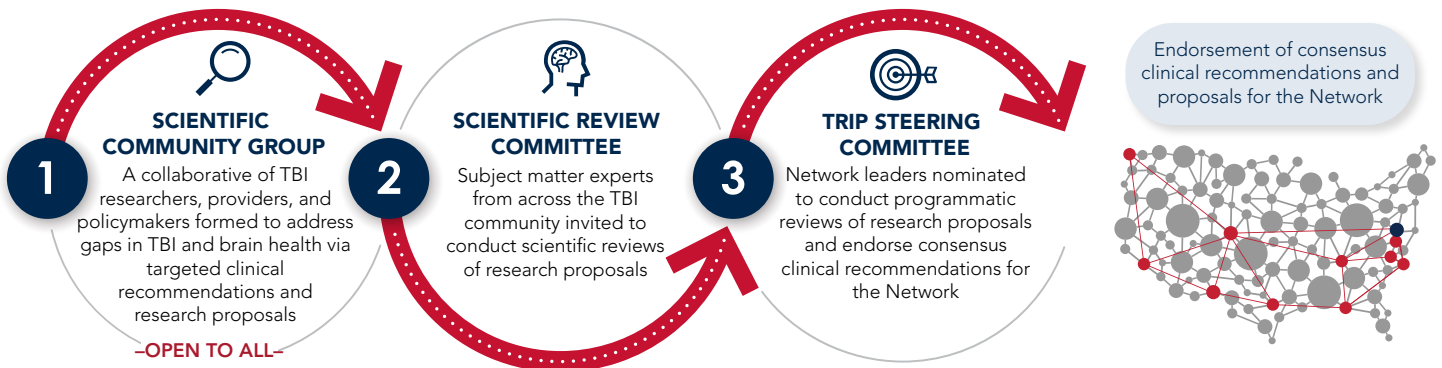 1
SCIENTIFIC
COMMUNITY GROUP
A collaborative of TBI
researchers, providers, and
policymakers formed to address
gaps in TBI and brain health via
targeted clinical
recommendations and
research proposals
–OPEN TO ALL–
2
SCIENTIFIC REVIEW
COMMITTEE
Subject matter experts
from across the TBI
community invited to
conduct scientific reviews
of research proposals
3
TRIP STEERING
COMMITTEE
Network leaders nominated
to conduct programmatic
reviews of research proposals
and endorse consensus
clinical recommendations for
the Network
Endorsement of consensus
clinical recommendations and
proposals for the Network